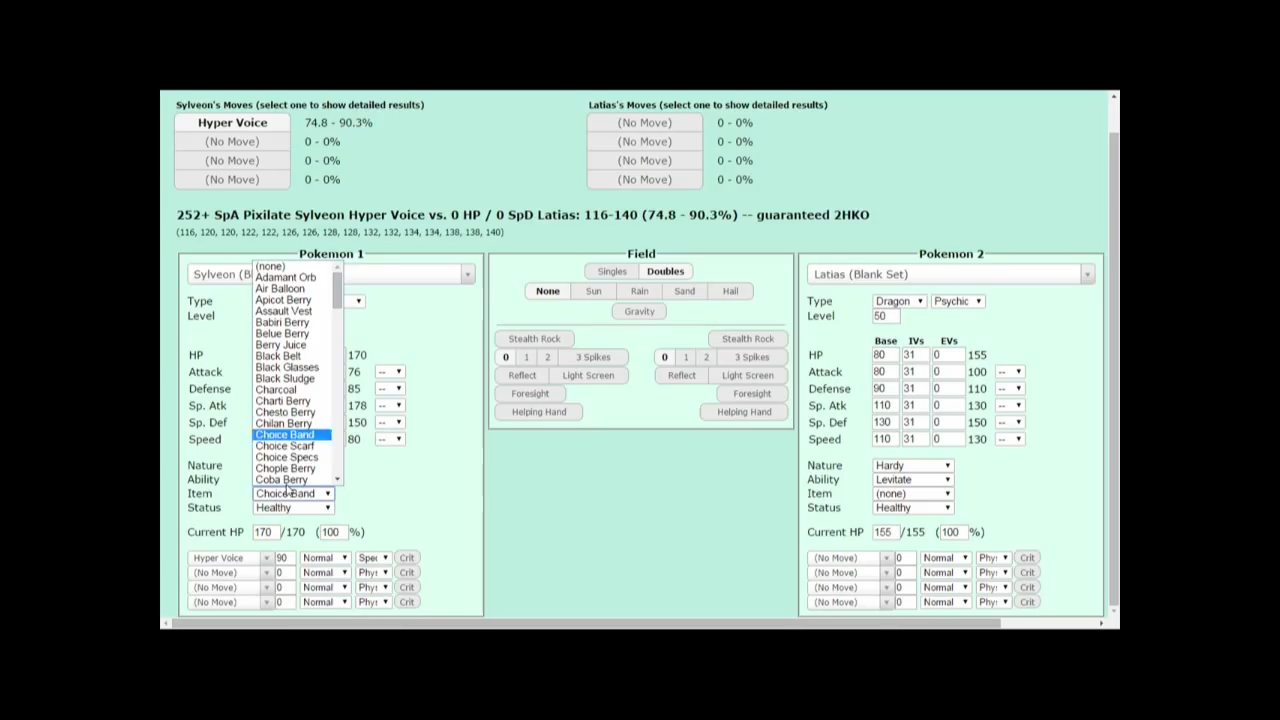 Sylveon's Moves (select one to show detailed results)
Latias's Moves (select one to show detailed results)
Hyper Voice 74.8 - 90.3%
(No Move) 0 - 0%
(No Move) 0 - 0%
(No Move) 0 - 0%
(No Move) 0 - 0%
(No Move) 0 - 0%
(No Move) 0 - 0%
(No Move) 0 - 0%
252+ SpA Pixilate Sylveon Hyper Voice vs. 0 HP / 0 SpD Latias: 116-140 (74.8 - 90.3%) -- guaranteed 2HKO
(116, 120, 120, 122, 122, 126, 126, 128, 128, 132, 132, 134, 134, 138, 138, 140)
Pokemon 1
Sylveon (B
Type
Level
HP 170
Attack 76 --
Defense 85 --
Sp. Atk 178 --
Sp. Def 150 --
Speed 80 --
Nature
Ability
(none)
Adamant Orb
Air Balloon
Apicot Berry
Assault Vest
Babiri Berry
Belue Berry
Berry Juice
Black Belt
Black Glasses
Black Sludge
Charcoal
Charti Berry
Chesto Berry
Chilan Berry
Choice Band
Choice Scarf
Choice Specs
Chople Berry
Coba Berry
Item Choice Band
Status Healthy
Current HP 170 /170 (100 %)
Hyper Voice 90 Normal Spec Crit
(No Move) 0 Normal Phys Crit
(No Move) 0 Normal Phys Crit
(No Move) 0 Normal Phys Crit
Field
Singles Doubles
None Sun Rain Sand Hail
Gravity
Stealth Rock Stealth Rock
0 1 2 3 Spikes 0 1 2 3 Spikes
Reflect Light Screen Reflect Light Screen
Foresight Foresight
Helping Hand Helping Hand
Pokemon 2
Latias (Blank Set)
Type Dragon Psychic
Level 50
Base IVs EVs
HP 80 31 0 155
Attack 80 31 0 100 --
Defense 90 31 0 110 --
Sp. Atk 110 31 0 130 --
Sp. Def 130 31 0 150 --
Speed 110 31 0 130 --
Nature Hardy
Ability Levitate
Item (none)
Status Healthy
Current HP 155 /155 (100 %)
(No Move) 0 Normal Phys Crit
(No Move) 0 Normal Phys Crit
(No Move) 0 Normal Phys Crit
(No Move) 0 Normal Phys Crit